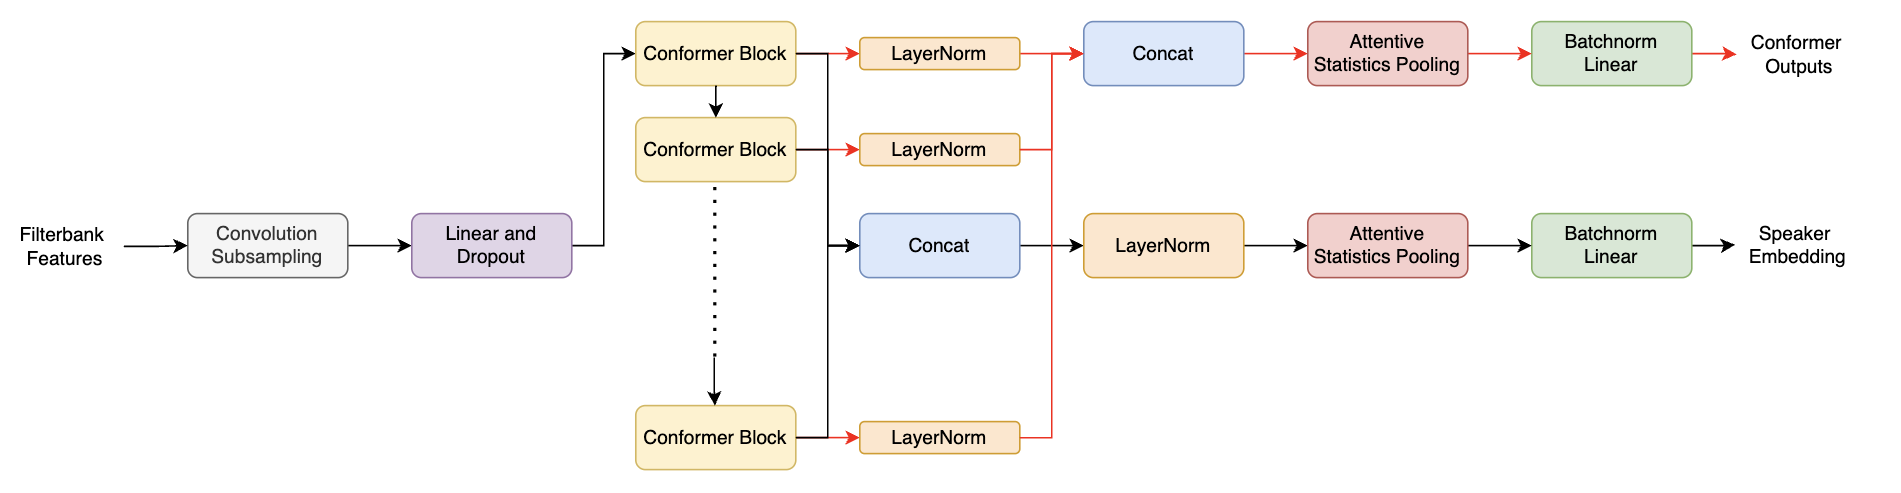 Filterbank
Features
Convolution
Subsampling
Linear and
Dropout
Conformer Block
Conformer Block
Conformer Block
LayerNorm
LayerNorm
LayerNorm
Concat
Attentive
Statistics Pooling
Batchnorm
Linear
Conformer
Outputs
Concat
LayerNorm
Attentive
Statistics Pooling
Batchnorm
Linear
Speaker
Embedding